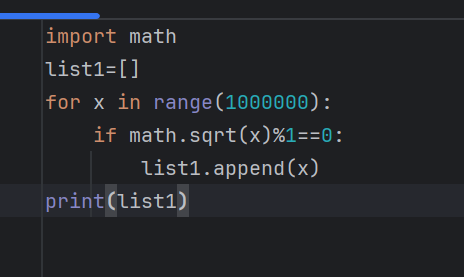 import math
list1=[]
for x in range(1000000):
    if math.sqrt(x)%1==0:
        list1.append(x)
print(list1)